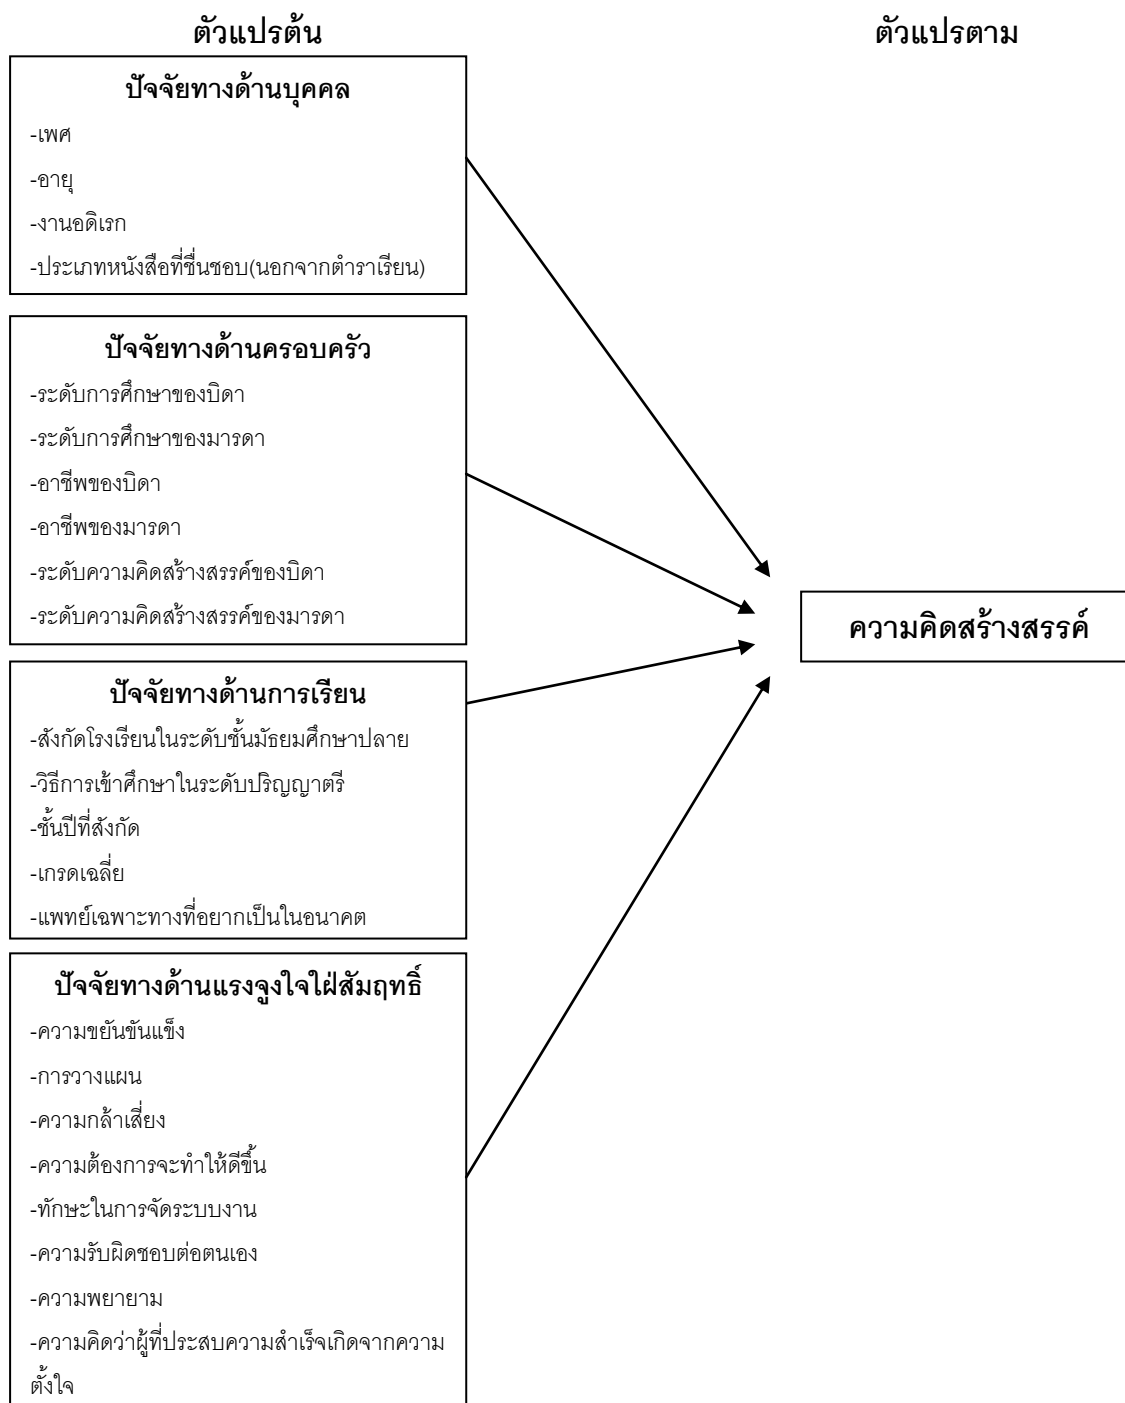 ตัวแปรต้น
ตัวแปรตาม
ปัจจัยทางด้านบุคคล
-เพศ
-อายุ
-งานอดิเรก
-ประเภทหนังสือที่ชื่นชอบ(นอกจากตำราเรียน)
ปัจจัยทางด้านครอบครัว
-ระดับการศึกษาของบิดา
-ระดับการศึกษาของมารดา
-อาชีพของบิดา
-อาชีพของมารดา
-ระดับความคิดสร้างสรรค์ของบิดา
-ระดับความคิดสร้างสรรค์ของมารดา
ปัจจัยทางด้านการเรียน
-สังกัดโรงเรียนในระดับชั้นมัธยมศึกษาปลาย
-วิธีการเข้าศึกษาในระดับปริญญาตรี
-ชั้นปีที่สังกัด
-เกรดเฉลี่ย
-แพทย์เฉพาะทางที่อยากเป็นในอนาคต
ปัจจัยทางด้านแรงจูงใจใฝ่สัมฤทธิ์
-ความขยันขันแข็ง
-การวางแผน
-ความกล้าเสี่ยง
-ความต้องการจะทำให้ดีขึ้น
-ทักษะในการจัดระบบงาน
-ความรับผิดชอบต่อตนเอง
-ความพยายาม
-ความคิดว่าผู้ที่ประสบความสำเร็จเกิดจากความ
ตั้งใจ
ความคิดสร้างสรรค์